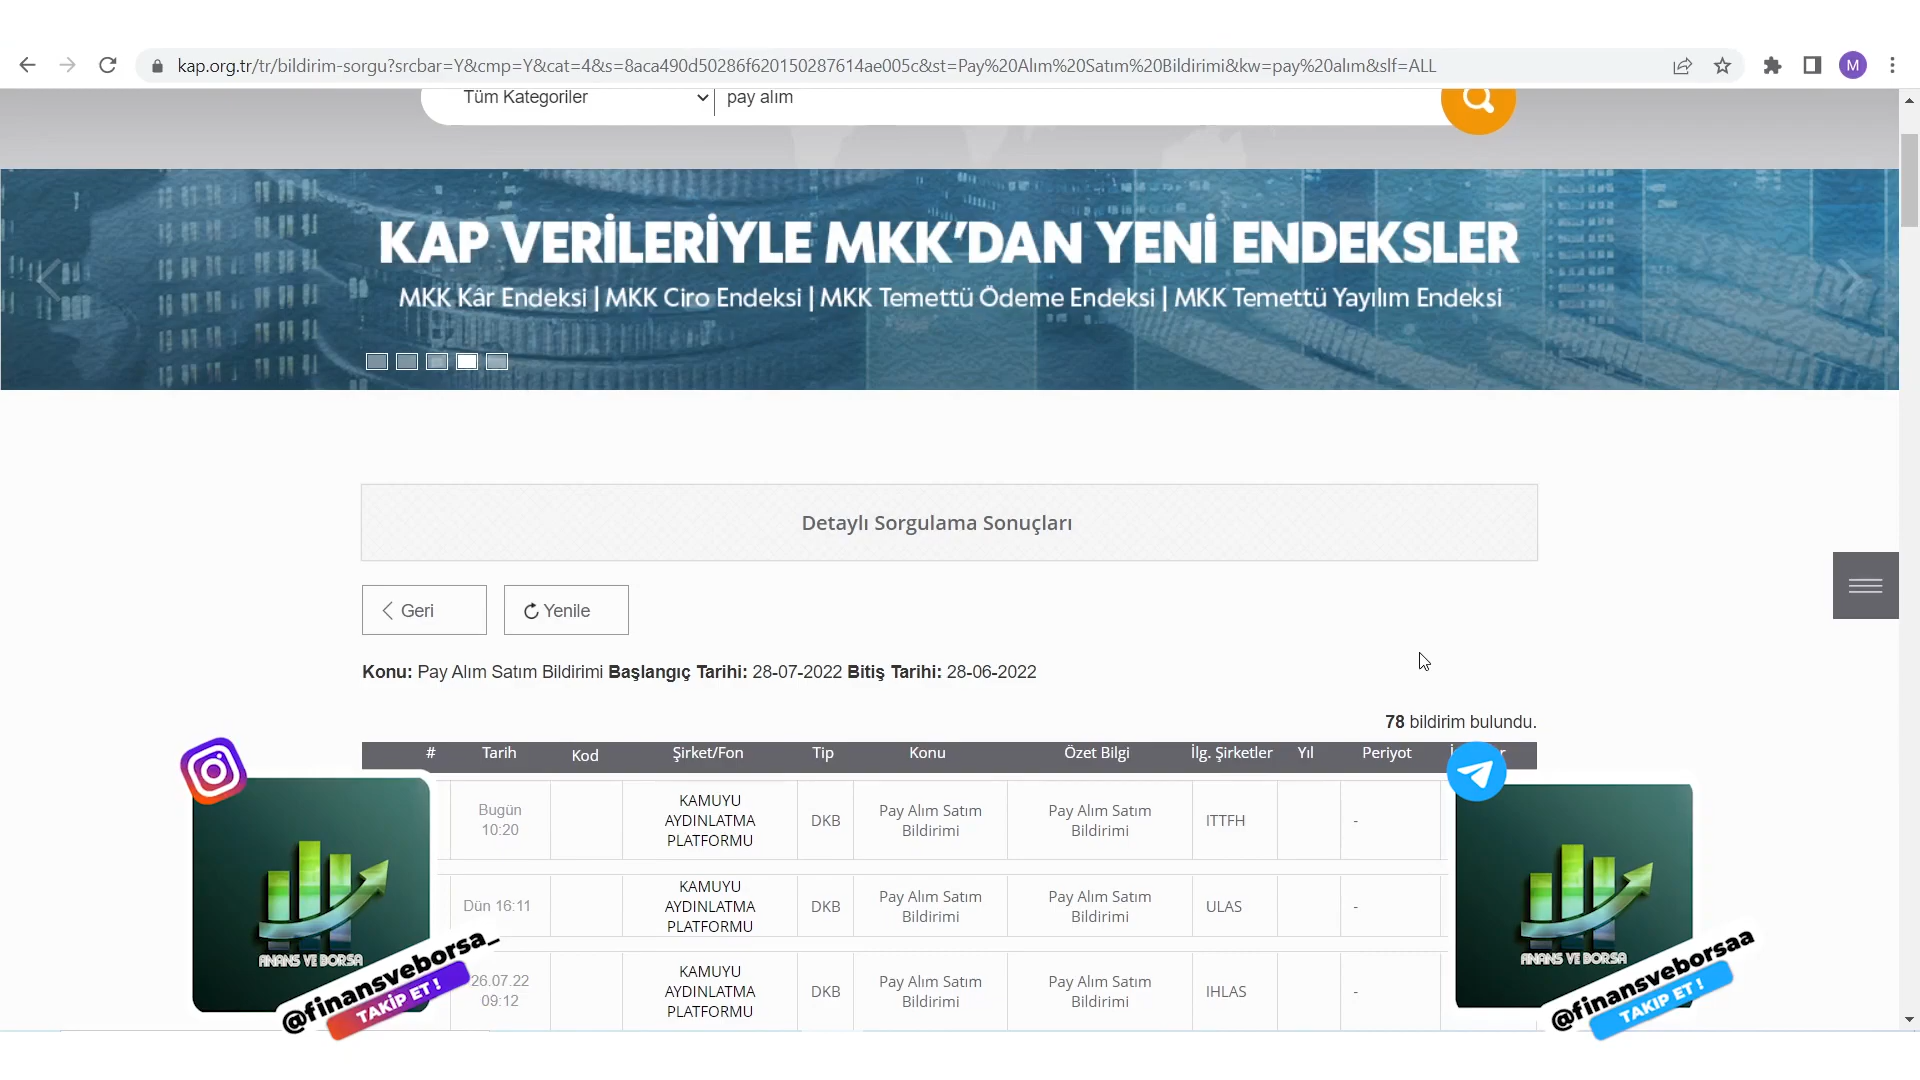 kap.org.tr/tr/bildirim-sorgu?srcbar=Y&cmp=Y&cat=4&s=8aca490d50286f620150287614ae005c&st=Pay%20Alım%20Satım%20Bildirimi&kw=pay%20alım&slf=ALL
M
Tüm Kategoriler
pay alım
KAP VERİLERİYLE MKK'DAN YENİ ENDEKSLER
MKK Kâr Endeksi | MKK Ciro Endeksi | MKK Temettü Ödeme Endeksi | MKK Temettü Yayılım Endeksi
Detaylı Sorgulama Sonuçları
Geri
Yenile
Konu: Pay Alım Satım Bildirimi Başlangıç Tarihi: 28-07-2022 Bitiş Tarihi: 28-06-2022
78 bildirim bulundu.
# Tarih Kod Şirket/Fon Tip Konu Özet Bilgi İlg. Şirketler Yıl Periyot
Bugün 10:20
KAMUYU AYDINLATMA PLATFORMU
DKB
Pay Alım Satım Bildirimi
Pay Alım Satım Bildirimi
ITTFH
-
Dün 16:11
KAMUYU AYDINLATMA PLATFORMU
DKB
Pay Alım Satım Bildirimi
Pay Alım Satım Bildirimi
ULAS
-
26.07.22 09:12
KAMUYU AYDINLATMA PLATFORMU
DKB
Pay Alım Satım Bildirimi
Pay Alım Satım Bildirimi
IHLAS
-
FINANS VE BORSA
@finansveborsa_
TAKİP ET !
FINANS VE BORSA
@finansveborsaa
TAKIP ET !